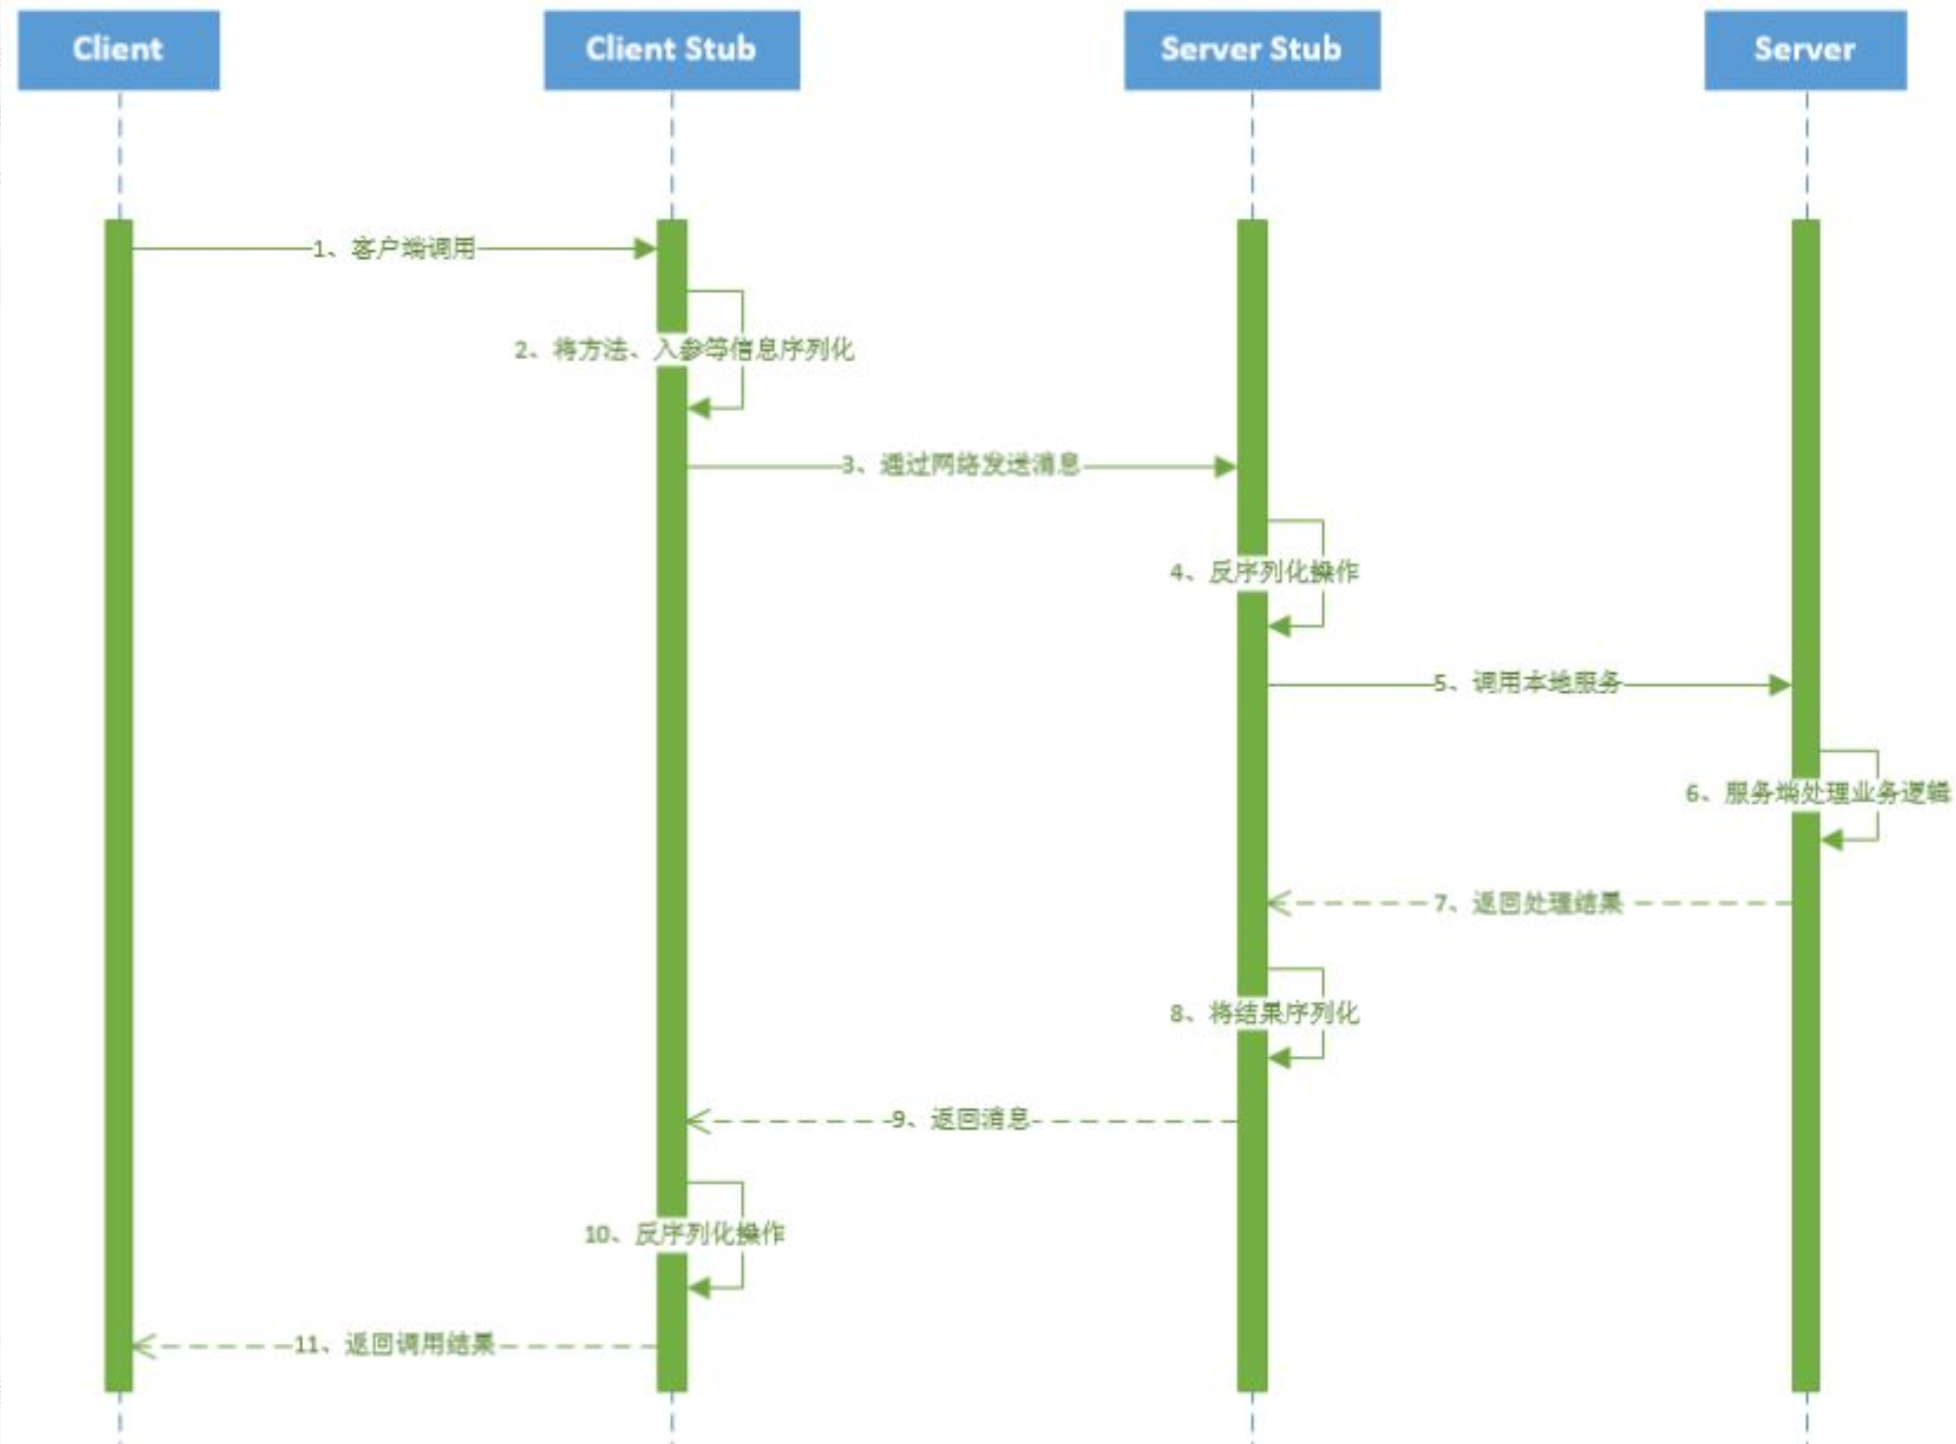 Client
Client Stub
Server Stub
Server
1、客户端调用
2、将方法、入参等信息序列化
3、通过网络发送消息
4、反序列化操作
5、调用本地服务
6、服务端处理业务逻辑
7、返回处理结果
8、将结果序列化
9、返回消息
10、反序列化操作
11、返回调用结果